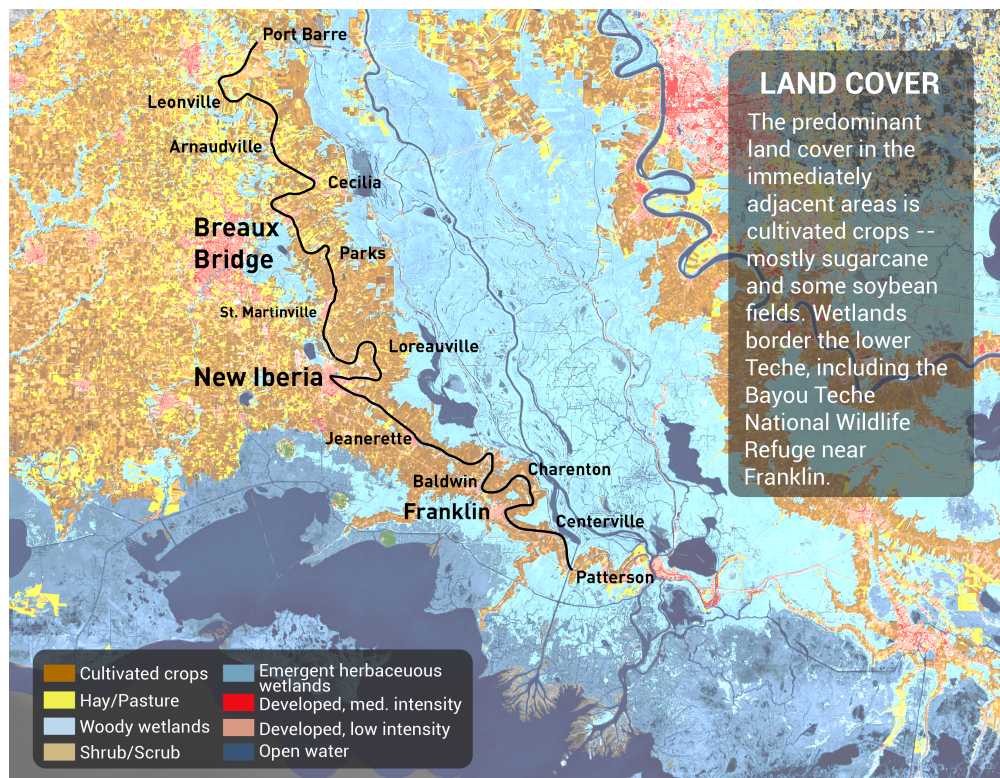 Port Barre
Leonville
Arnaudville
Cecilia
Breaux
Bridge
Parks
St. Martinville
Loreauville
New Iberia
Jeanerette
Charenton
Baldwin
Franklin
Centerville
Patterson
LAND COVER
The predominant
land cover in the
immediately
adjacent areas is
cultivated crops --
mostly sugarcane
and some soybean
fields. Wetlands
border the lower
Teche, including the
Bayou Teche
National Wildlife
Refuge near
Franklin.
Cultivated crops
Hay/Pasture
Woody wetlands
Shrub/Scrub
Emergent herbaceuous
wetlands
Developed, med. intensity
Developed, low intensity
Open water